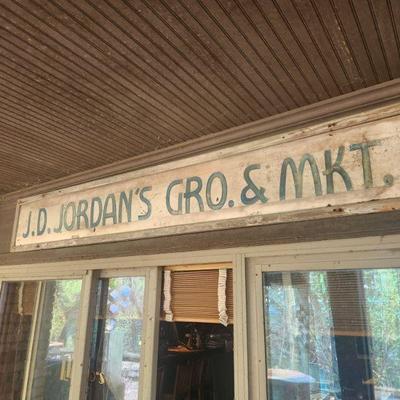 J.D. JORDAN'S GRO. & MKT.